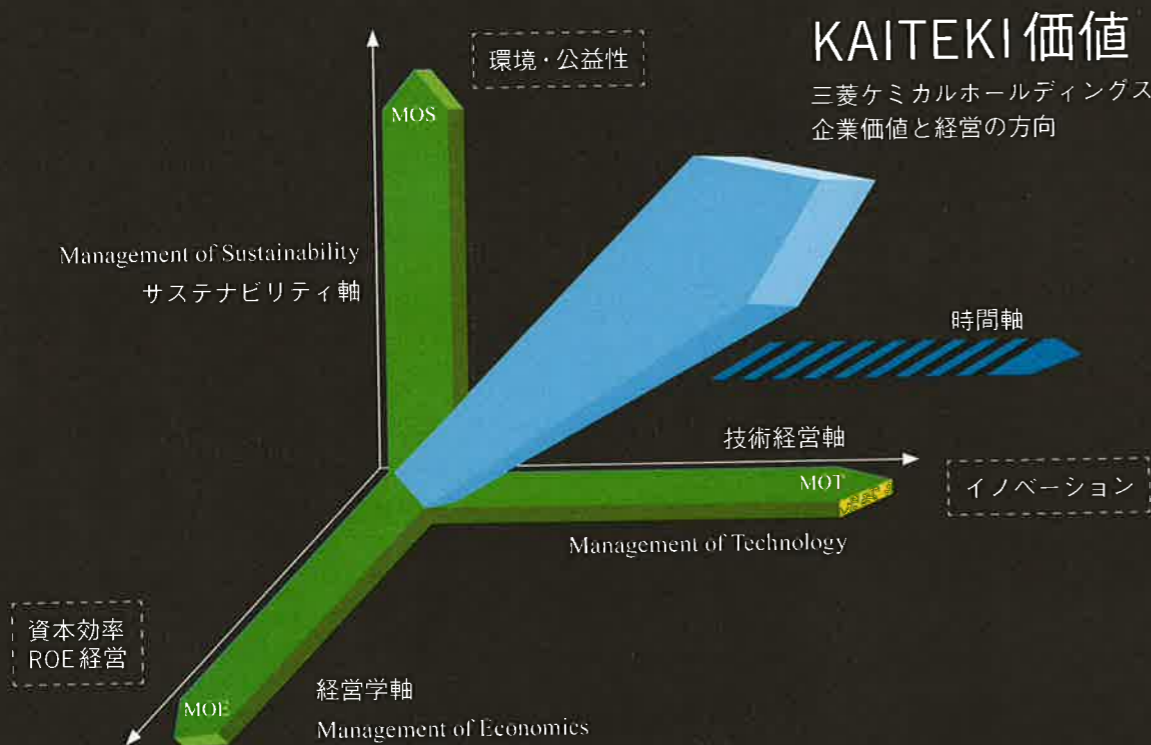 KAITEKI価値
三菱ケミカルホールディングス
企業価値と経営の方向
環境・公益性
MOS
Management of Sustainability
サステナビリティ軸
時間軸
技術経営軸
MOT
イノベーション
Management of Technology
資本効率
ROE経営
MOE
経営学軸
Management of Economics